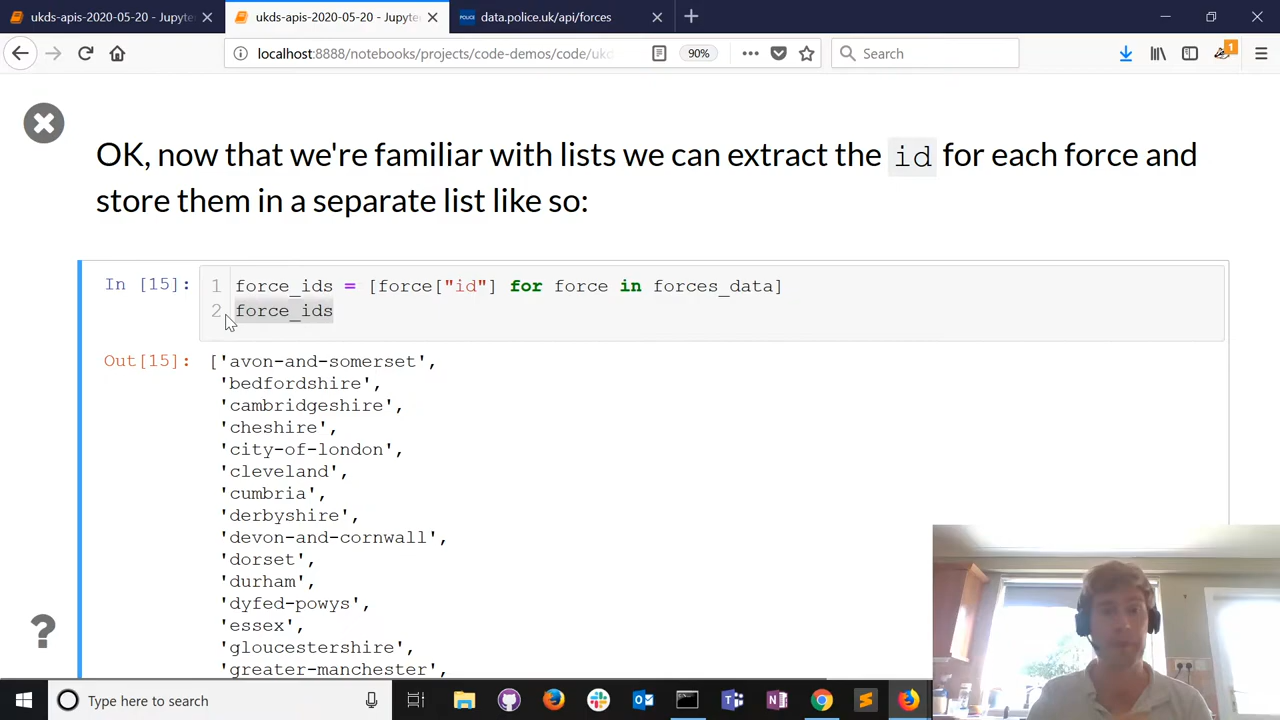 ukds-apis-2020-05-20 - Jupyte
ukds-apis-2020-05-20 - Jupyte
POLICE
data.police.uk/api/forces
localhost:8888/notebooks/projects/code-demos/code/ukd
90%
Search
1
OK, now that we're familiar with lists we can extract the id for each force and
store them in a separate list like so:
In [15]:
1 force_ids = [force["id"] for force in forces_data]
2 force_ids
Out[15]:
['avon-and-somerset',
'bedfordshire',
'cambridgeshire',
'cheshire',
'city-of-london',
'cleveland',
'cumbria',
'derbyshire',
'devon-and-cornwall',
'dorset',
'durham',
'dyfed-powys',
'essex',
'gloucestershire',
'greater-manchester',
?
Type here to search